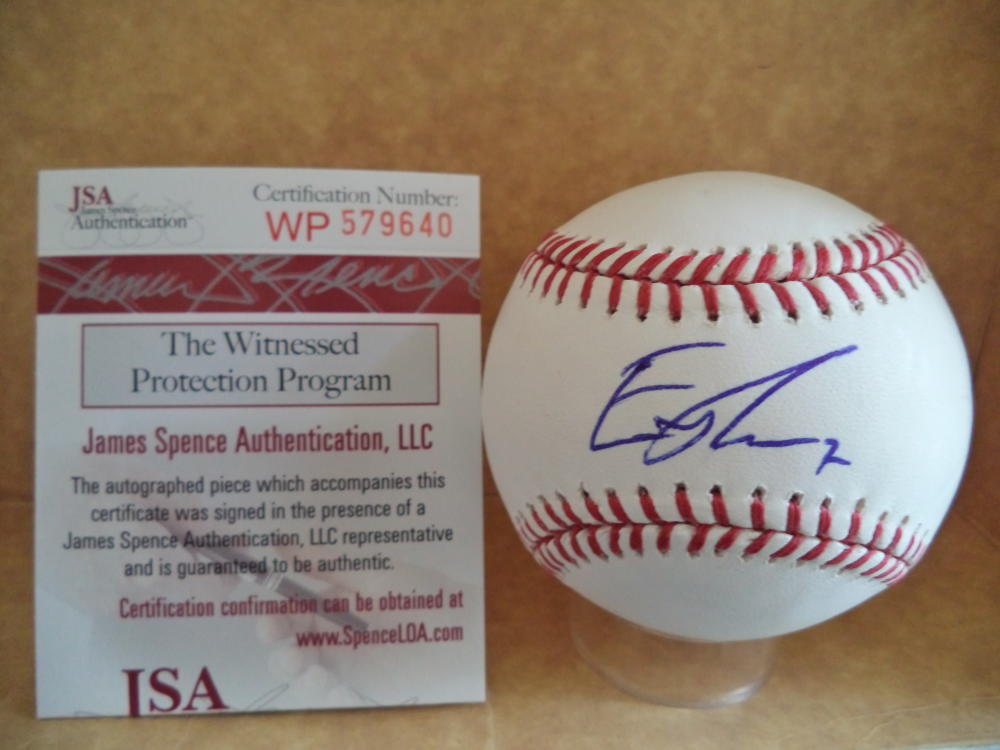 JSA
James Spence
Authentication
Certification Number:
WP 579640
The Witnessed
Protection Program
James Spence Authentication, LLC
The autographed piece which accompanies this
certificate was signed in the presence of a
James Spence Authentication, LLC representative
and is guaranteed to be authentic.
Certification confirmation can be obtained at
www.SpenceLOA.com
JSA